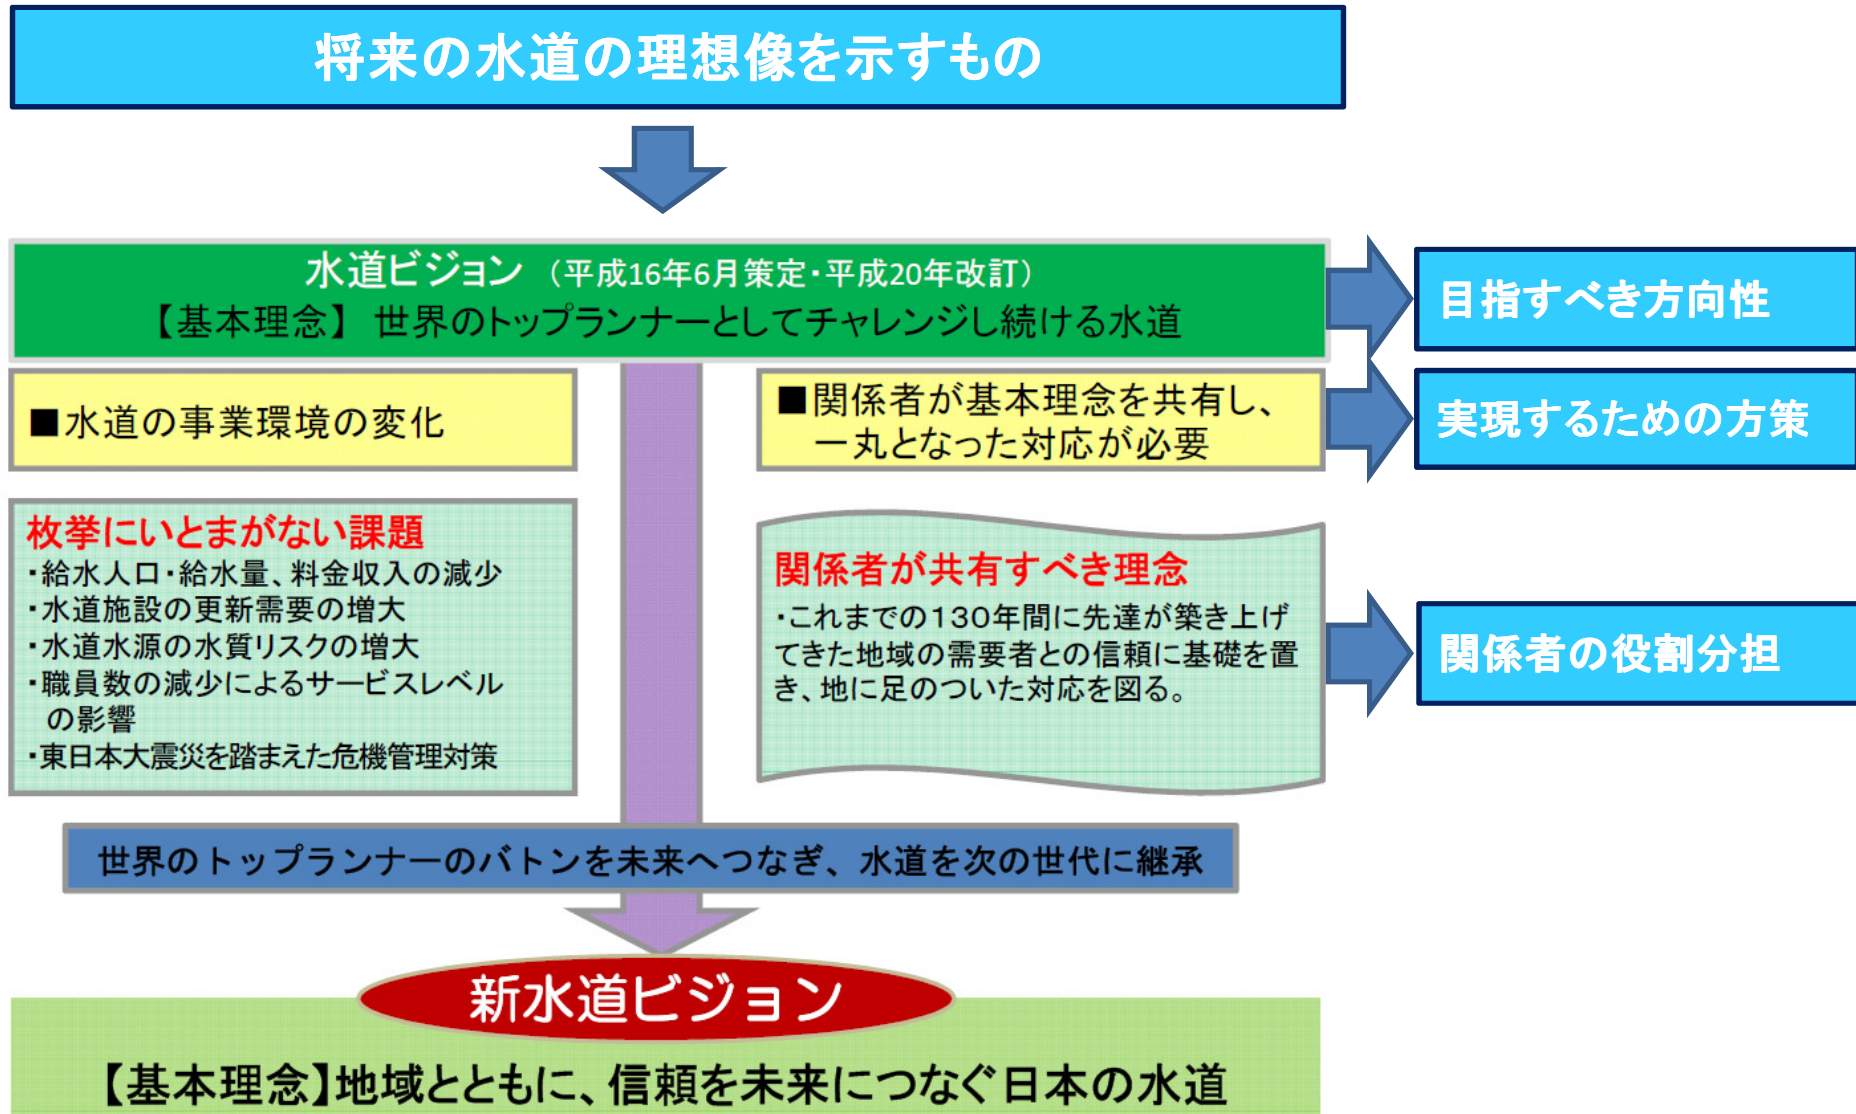 将来の水道の理想像を示すもの
水道ビジョン （平成16年6月策定・平成20年改訂）
【基本理念】 世界のトップランナーとしてチャレンジし続ける水道
目指すべき方向性
■水道の事業環境の変化
■関係者が基本理念を共有し、
一丸となった対応が必要
実現するための方策
枚挙にいとまがない課題
・給水人口・給水量、料金収入の減少
・水道施設の更新需要の増大
・水道水源の水質リスクの増大
・職員数の減少によるサービスレベル
の影響
・東日本大震災を踏まえた危機管理対策
関係者が共有すべき理念
・これまでの１３０年間に先達が築き上げ
てきた地域の需要者との信頼に基礎を置
き、地に足のついた対応を図る。
関係者の役割分担
世界のトップランナーのバトンを未来へつなぎ、水道を次の世代に継承
新水道ビジョン
【基本理念】地域とともに、信頼を未来につなぐ日本の水道